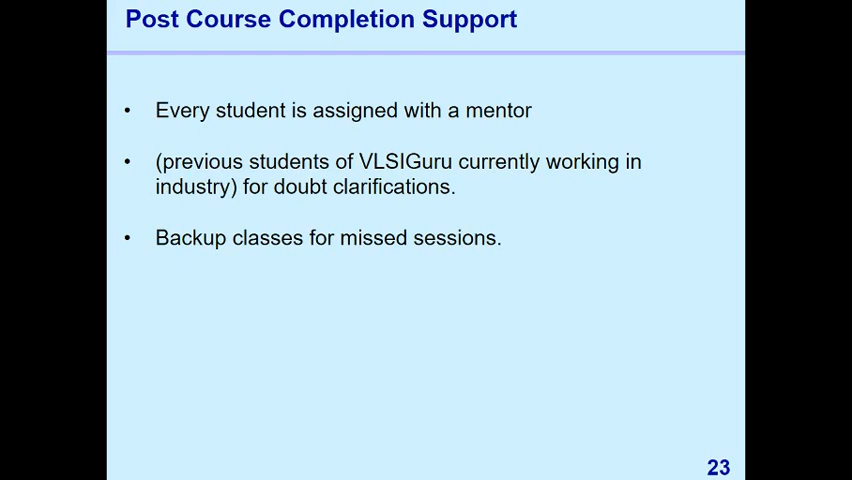 Post Course Completion Support
• Every student is assigned with a mentor
• (previous students of VLSIGuru currently working in
industry) for doubt clarifications.
• Backup classes for missed sessions.
23